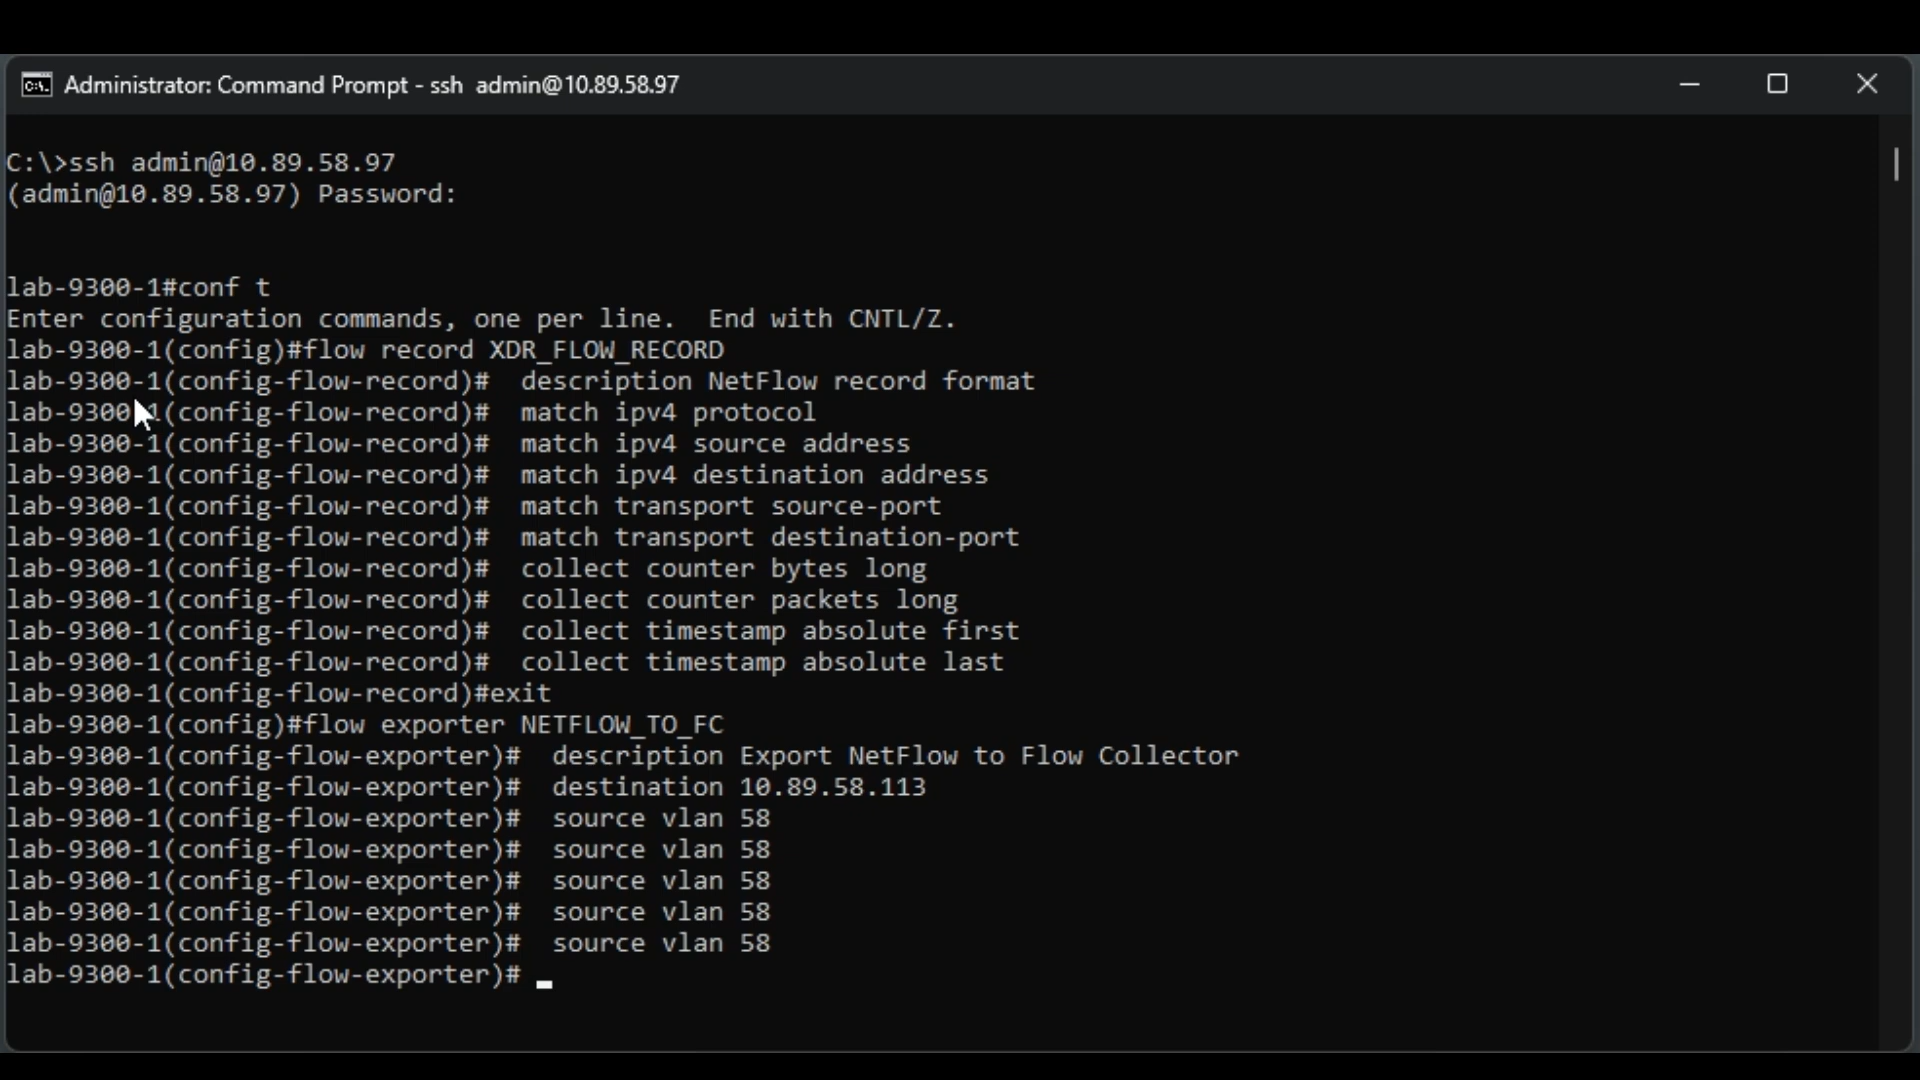 Administrator: Command Prompt - ssh  admin@10.89.58.97
C:\>ssh admin@10.89.58.97
(admin@10.89.58.97) Password:
lab-9300-1#conf t
Enter configuration commands, one per line.  End with CNTL/Z.
lab-9300-1(config)#flow record XDR_FLOW_RECORD
lab-9300-1(config-flow-record)#  description NetFlow record format
lab-9300-1(config-flow-record)#  match ipv4 protocol
lab-9300-1(config-flow-record)#  match ipv4 source address
lab-9300-1(config-flow-record)#  match ipv4 destination address
lab-9300-1(config-flow-record)#  match transport source-port
lab-9300-1(config-flow-record)#  match transport destination-port
lab-9300-1(config-flow-record)#  collect counter bytes long
lab-9300-1(config-flow-record)#  collect counter packets long
lab-9300-1(config-flow-record)#  collect timestamp absolute first
lab-9300-1(config-flow-record)#  collect timestamp absolute last
lab-9300-1(config-flow-record)#exit
lab-9300-1(config)#flow exporter NETFLOW_TO_FC
lab-9300-1(config-flow-exporter)#  description Export NetFlow to Flow Collector
lab-9300-1(config-flow-exporter)#  destination 10.89.58.113
lab-9300-1(config-flow-exporter)#  source vlan 58
lab-9300-1(config-flow-exporter)#  source vlan 58
lab-9300-1(config-flow-exporter)#  source vlan 58
lab-9300-1(config-flow-exporter)#  source vlan 58
lab-9300-1(config-flow-exporter)#  source vlan 58
lab-9300-1(config-flow-exporter)#